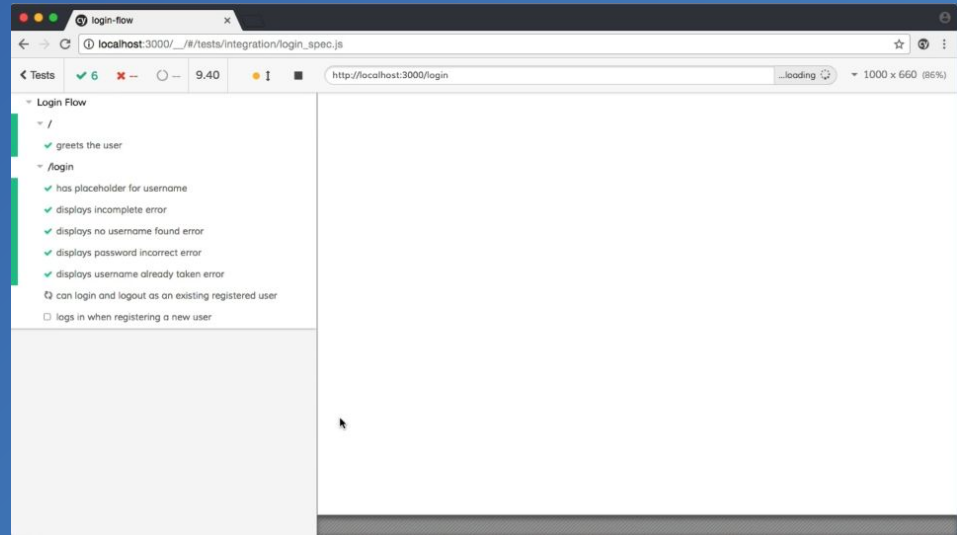 cy login-flow
localhost:3000/__/#/tests/integration/login_spec.js
Tests 6 -- -- 9.40 http://localhost:3000/login ...loading 1000 x 660 (86%)
Login Flow
/
greets the user
/login
has placeholder for username
displays incomplete error
displays no username found error
displays password incorrect error
displays username already taken error
can login and logout as an existing registered user
logs in when registering a new user